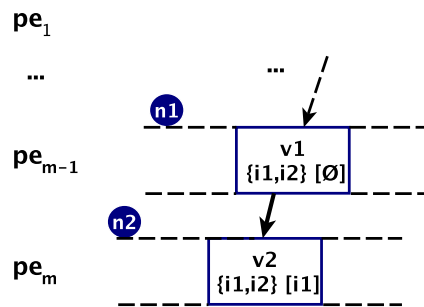 pe₁
...
...
n1
peₘ₋₁
v1
{i1,i2} [Ø]
n2
peₘ
v2
{i1,i2} [i1]